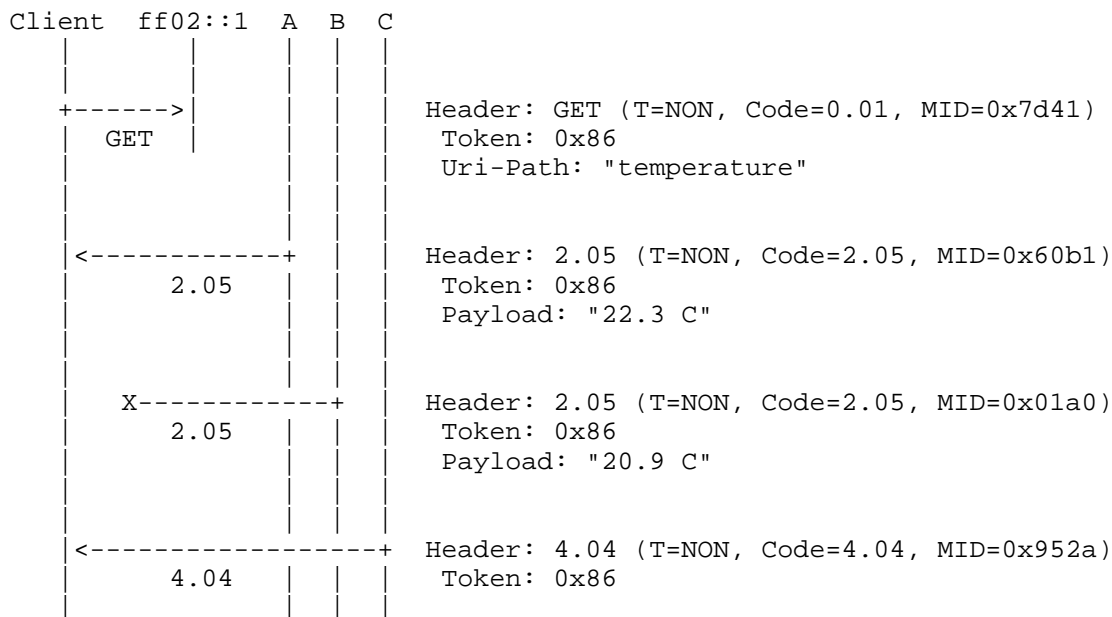 Client  ff02::1  A  B  C
Header: GET (T=NON, Code=0.01, MID=0x7d41)
GET Token: 0x86
Uri-Path: "temperature"
Header: 2.05 (T=NON, Code=2.05, MID=0x60b1)
2.05 Token: 0x86
Payload: "22.3 C"
X Header: 2.05 (T=NON, Code=2.05, MID=0x01a0)
2.05 Token: 0x86
Payload: "20.9 C"
Header: 4.04 (T=NON, Code=4.04, MID=0x952a)
4.04 Token: 0x86